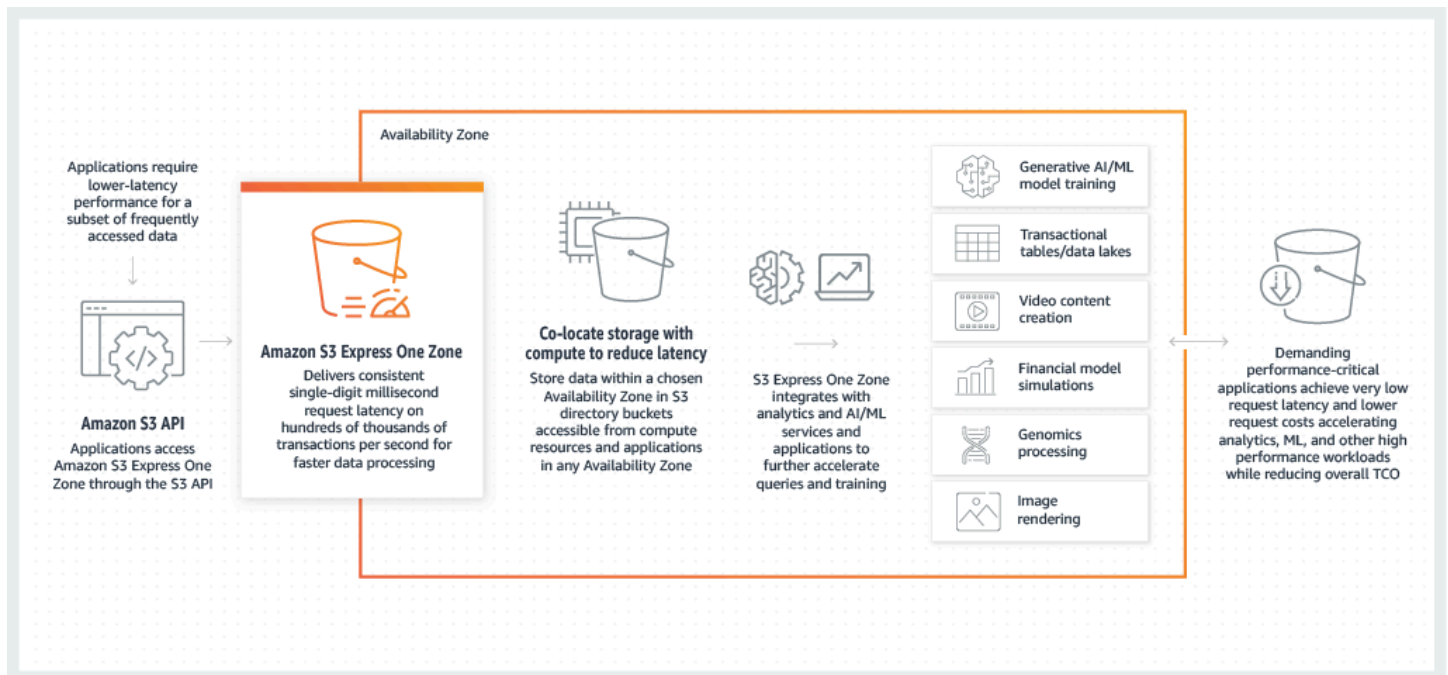 Availability Zone
Applications require
lower-latency
performance for a
subset of frequently
accessed data
Amazon S3 API
Applications access
Amazon S3 Express One
Zone through the S3 API
Amazon S3 Express One Zone
Delivers consistent
single-digit millisecond
request latency on
hundreds of thousands of
transactions per second for
faster data processing
Co-locate storage with
compute to reduce latency
Store data within a chosen
Availability Zone in S3
directory buckets
accessible from compute
resources and applications
in any Availability Zone
S3 Express One Zone
integrates with
analytics and AI/ML
services and
applications to
further accelerate
queries and training
Generative AI/ML
model training
Transactional
tables/data lakes
Video content
creation
Financial model
simulations
Genomics
processing
Image
rendering
Demanding
performance-critical
applications achieve very low
request latency and lower
request costs accelerating
analytics, ML, and other high
performance workloads
while reducing overall TCO